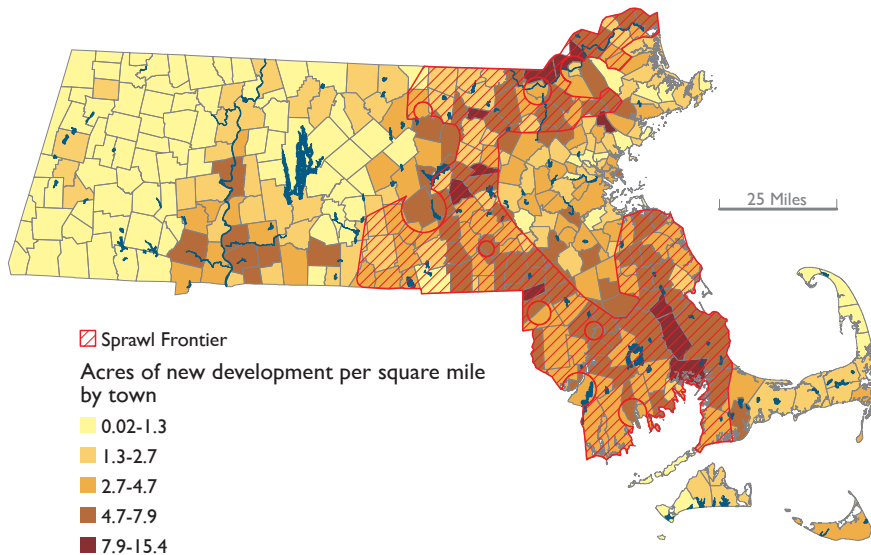 25 Miles
Sprawl Frontier
Acres of new development per square mile
by town
0.02-1.3
1.3-2.7
2.7-4.7
4.7-7.9
7.9-15.4